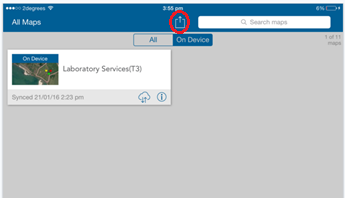 2degrees
3:55 pm
6%
All Maps
Search maps
All
On Device
1 of 11
maps
On Device
Laboratory Services(T3)
Synced 21/01/16 2:23 pm